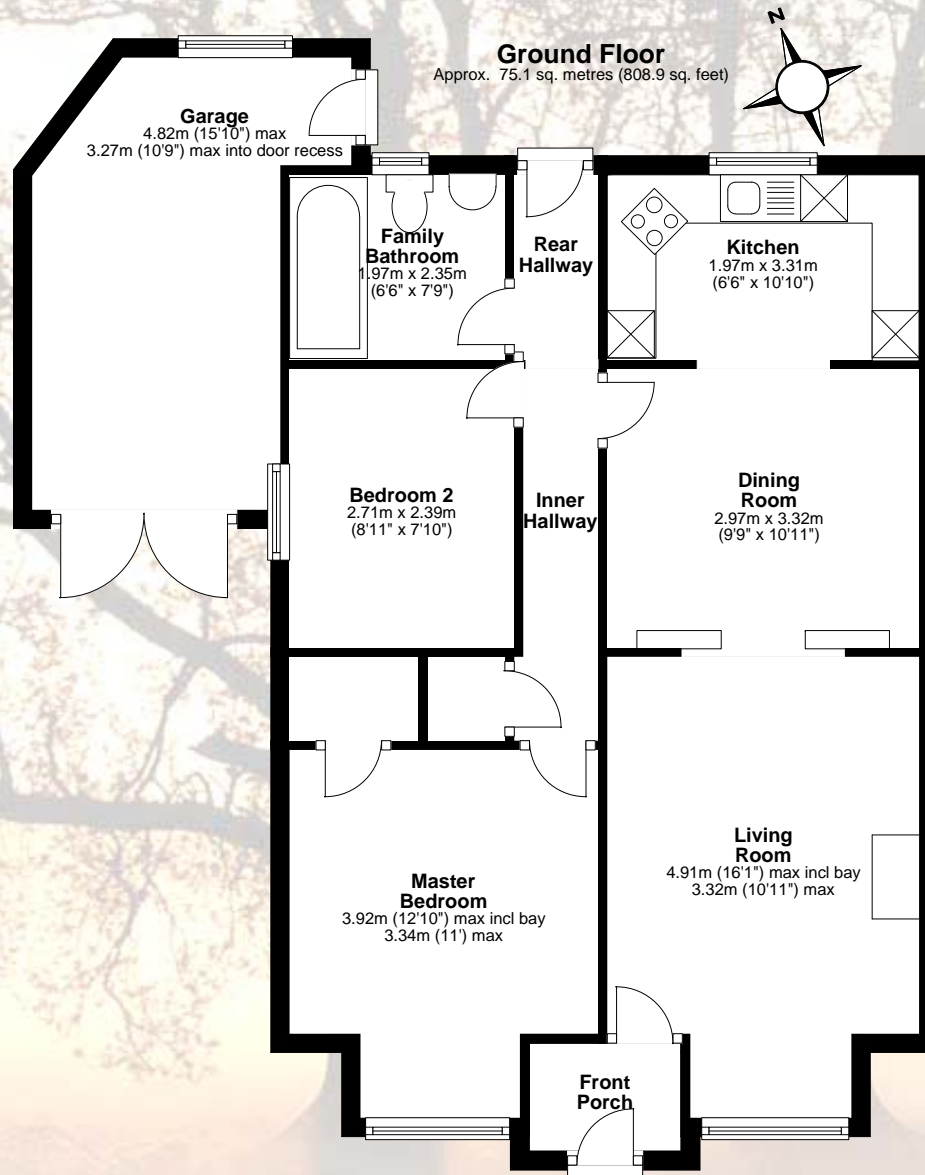 Ground Floor
Approx. 75.1 sq. metres (808.9 sq. feet)
N
Garage
4.82m (15'10") max
3.27m (10'9") max into door recess
Family
Bathroom
1.97m x 2.35m
(6'6" x 7'9")
Rear
Hallway
Kitchen
1.97m x 3.31m
(6'6" x 10'10")
Bedroom 2
2.71m x 2.39m
(8'11" x 7'10")
Inner
Hallway
Dining
Room
2.97m x 3.32m
(9'9" x 10'11")
Master
Bedroom
3.92m (12'10") max incl bay
3.34m (11') max
Living
Room
4.91m (16'1") max incl bay
3.32m (10'11") max
Front
Porch